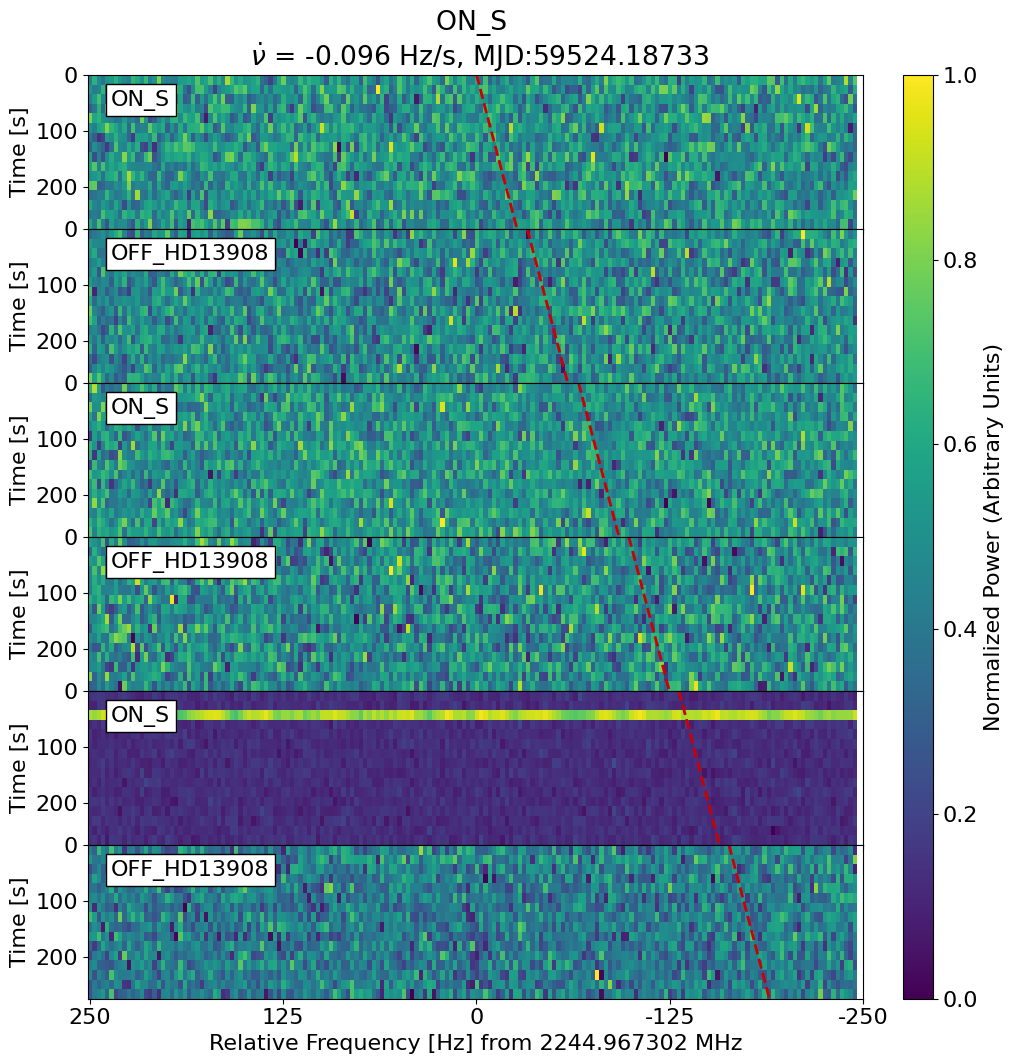 ON_S
ν̇ = -0.096 Hz/s, MJD:59524.18733
0
ON_S
100
200
Time [s]
0
OFF_HD13908
100
200
Time [s]
0
ON_S
100
200
Time [s]
0
OFF_HD13908
100
200
Time [s]
0
ON_S
100
200
Time [s]
0
OFF_HD13908
100
200
Time [s]
250 125 0 -125 -250
Relative Frequency [Hz] from 2244.967302 MHz
1.0
0.8
0.6
0.4
0.2
0.0
Normalized Power (Arbitrary Units)